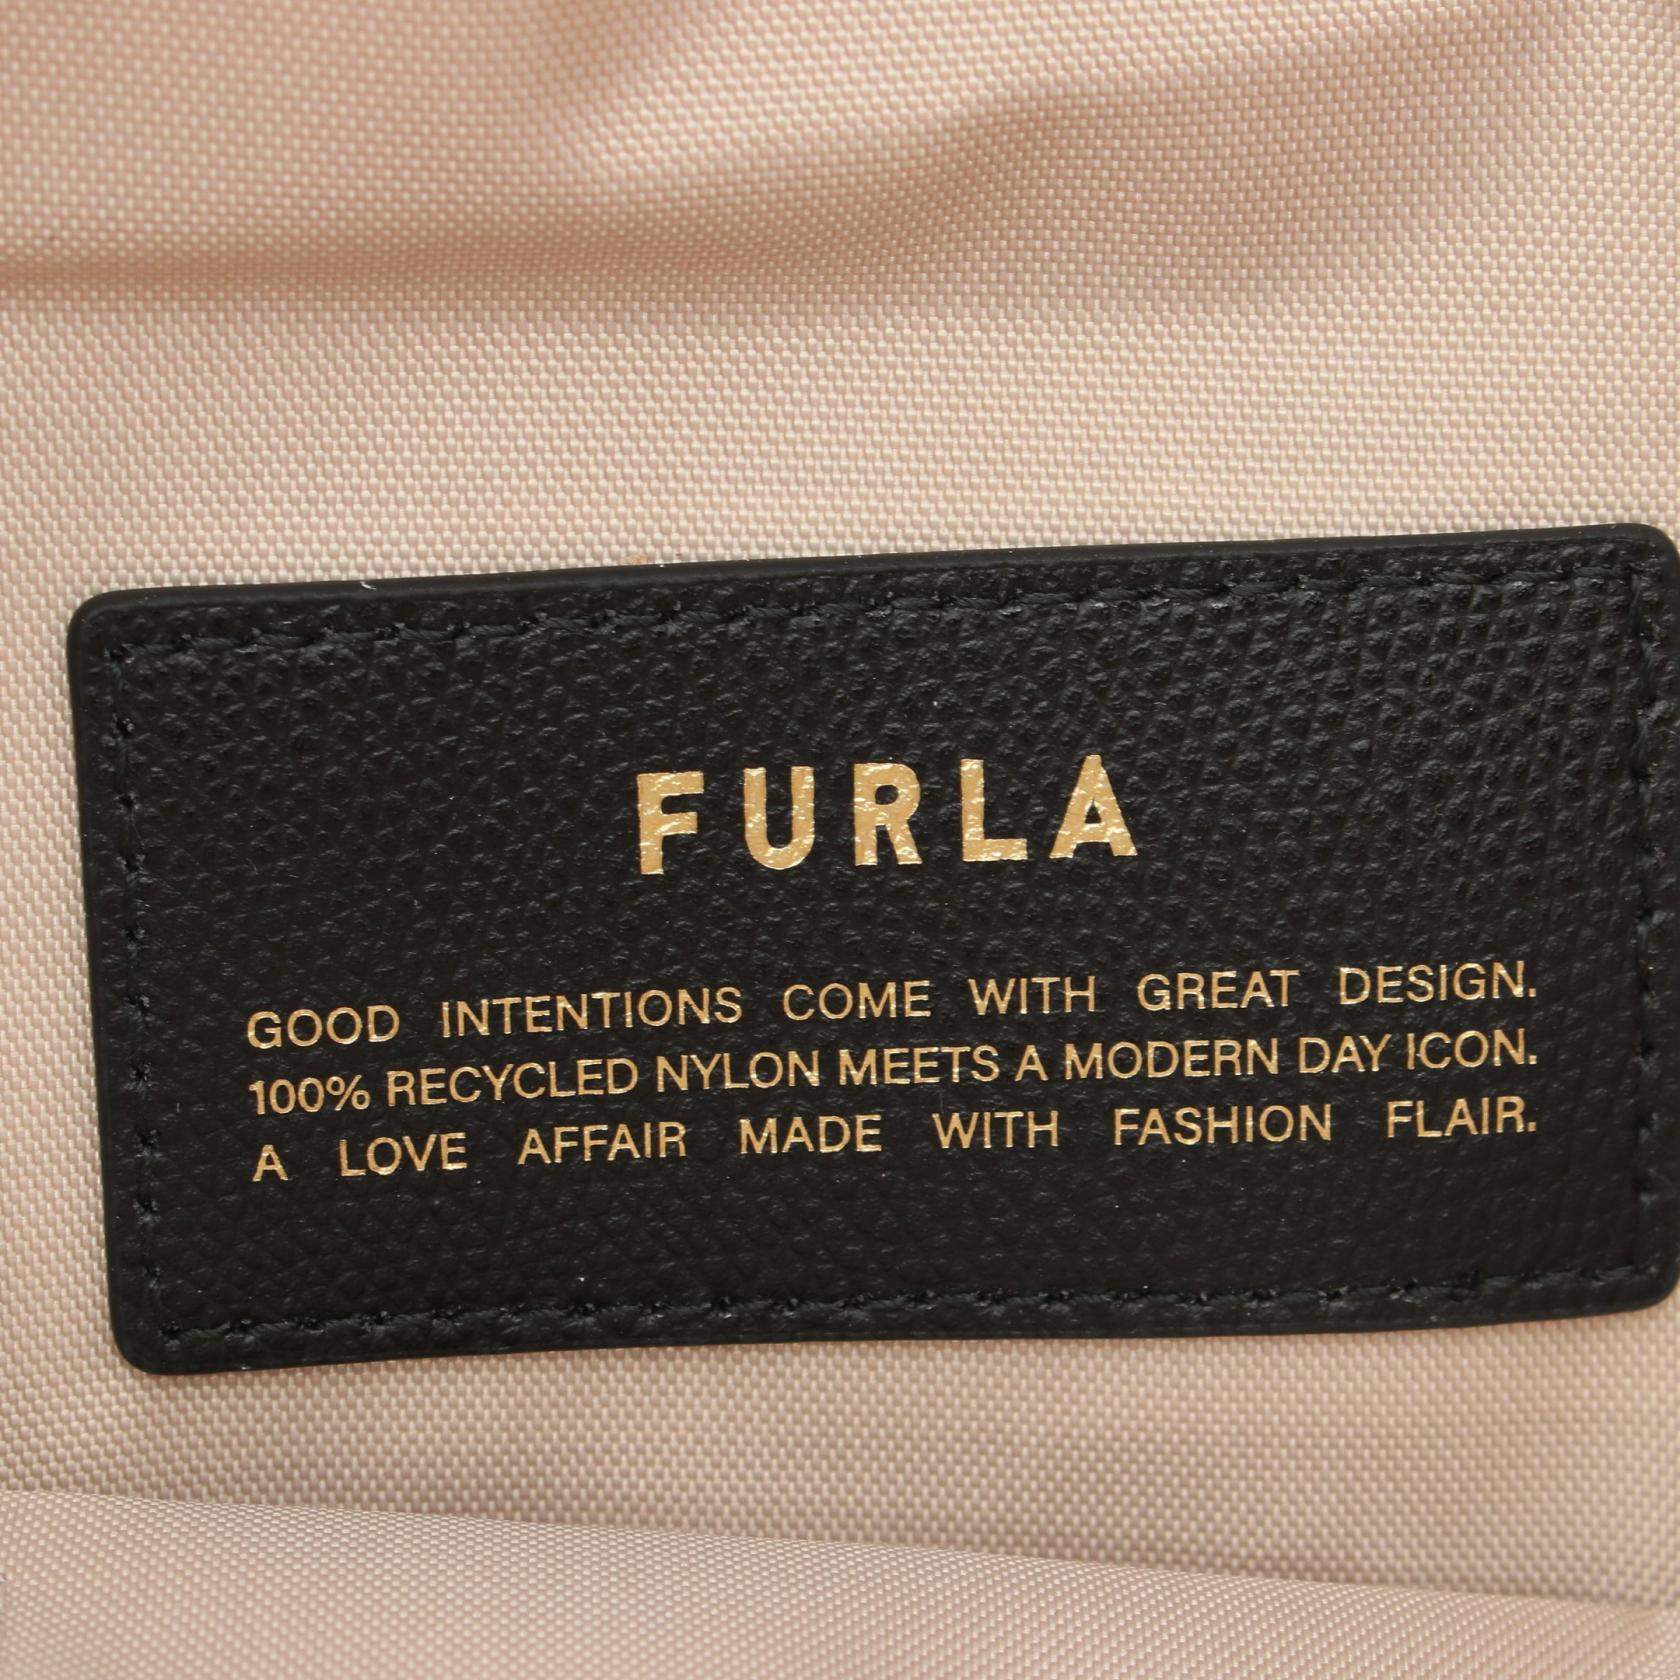 FURLA
GOOD INTENTIONS COME WITH GREAT DESIGN.
100% RECYCLED NYLON MEETS A MODERN DAY ICON.
A LOVE AFFAIR MADE WITH FASHION FLAIR.